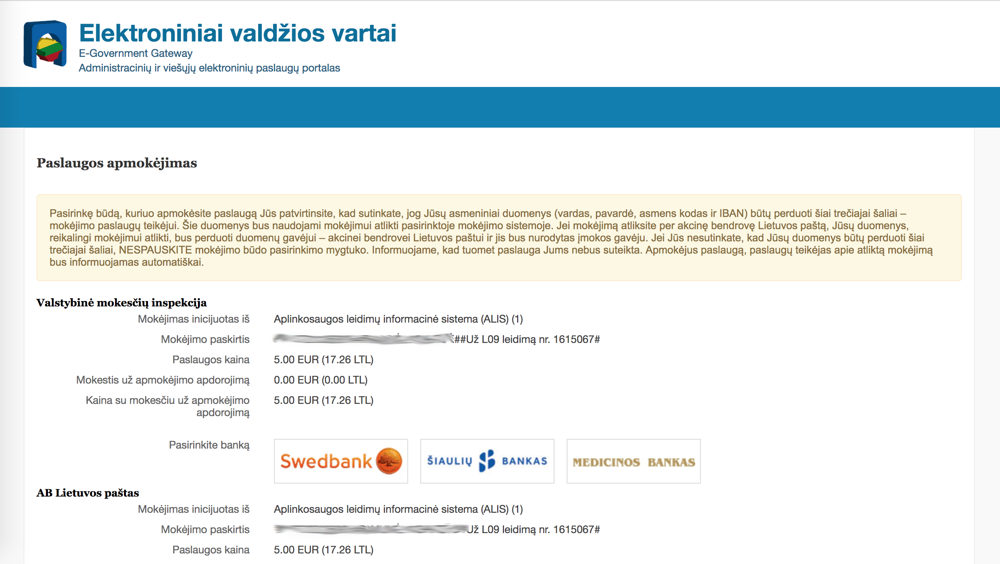 Elektroniniai valdžios vartai
E-Government Gateway
Administracinių ir viešųjų elektroninių paslaugų portalas
Paslaugos apmokėjimas
Pasirinkę būdą, kuriuo apmokėsite paslaugą Jūs patvirtinsite, kad sutinkate, jog Jūsų asmeniniai duomenys (vardas, pavardė, asmens kodas ir IBAN) būtų perduoti šiai trečiajai šaliai –
mokėjimo paslaugų teikėjui. Šie duomenys bus naudojami mokėjimui atlikti pasirinktoje mokėjimo sistemoje. Jei mokėjimą atliksite per akcinę bendrovę Lietuvos paštą, Jūsų duomenys,
reikalingi mokėjimui atlikti, bus perduoti duomenų gavėjui – akcinei bendrovei Lietuvos paštui ir jis bus nurodytas įmokos gavėju. Jei Jūs nesutinkate, kad Jūsų duomenys būtų perduoti šiai
trečiajai šaliai, NESPAUSKITE mokėjimo būdo pasirinkimo mygtuko. Informuojame, kad tuomet paslauga Jums nebus suteikta. Apmokėjus paslaugą, paslaugų teikėjas apie atliktą mokėjimą
bus informuojamas automatiškai.
Valstybinė mokesčių inspekcija
Mokėjimas inicijuotas iš Aplinkosaugos leidimų informacinė sistema (ALIS) (1)
Mokėjimo paskirtis ##Už L09 leidimą nr. 1615067#
Paslaugos kaina 5.00 EUR (17.26 LTL)
Mokestis už apmokėjimo apdorojimą 0.00 EUR (0.00 LTL)
Kaina su mokesčiu už apmokėjimo 5.00 EUR (17.26 LTL)
apdorojimą
Pasirinkite banką
Swedbank ŠIAULIŲ BANKAS MEDICINOS BANKAS
AB Lietuvos paštas
Mokėjimas inicijuotas iš Aplinkosaugos leidimų informacinė sistema (ALIS) (1)
Mokėjimo paskirtis Už L09 leidimą nr. 1615067#
Paslaugos kaina 5.00 EUR (17.26 LTL)